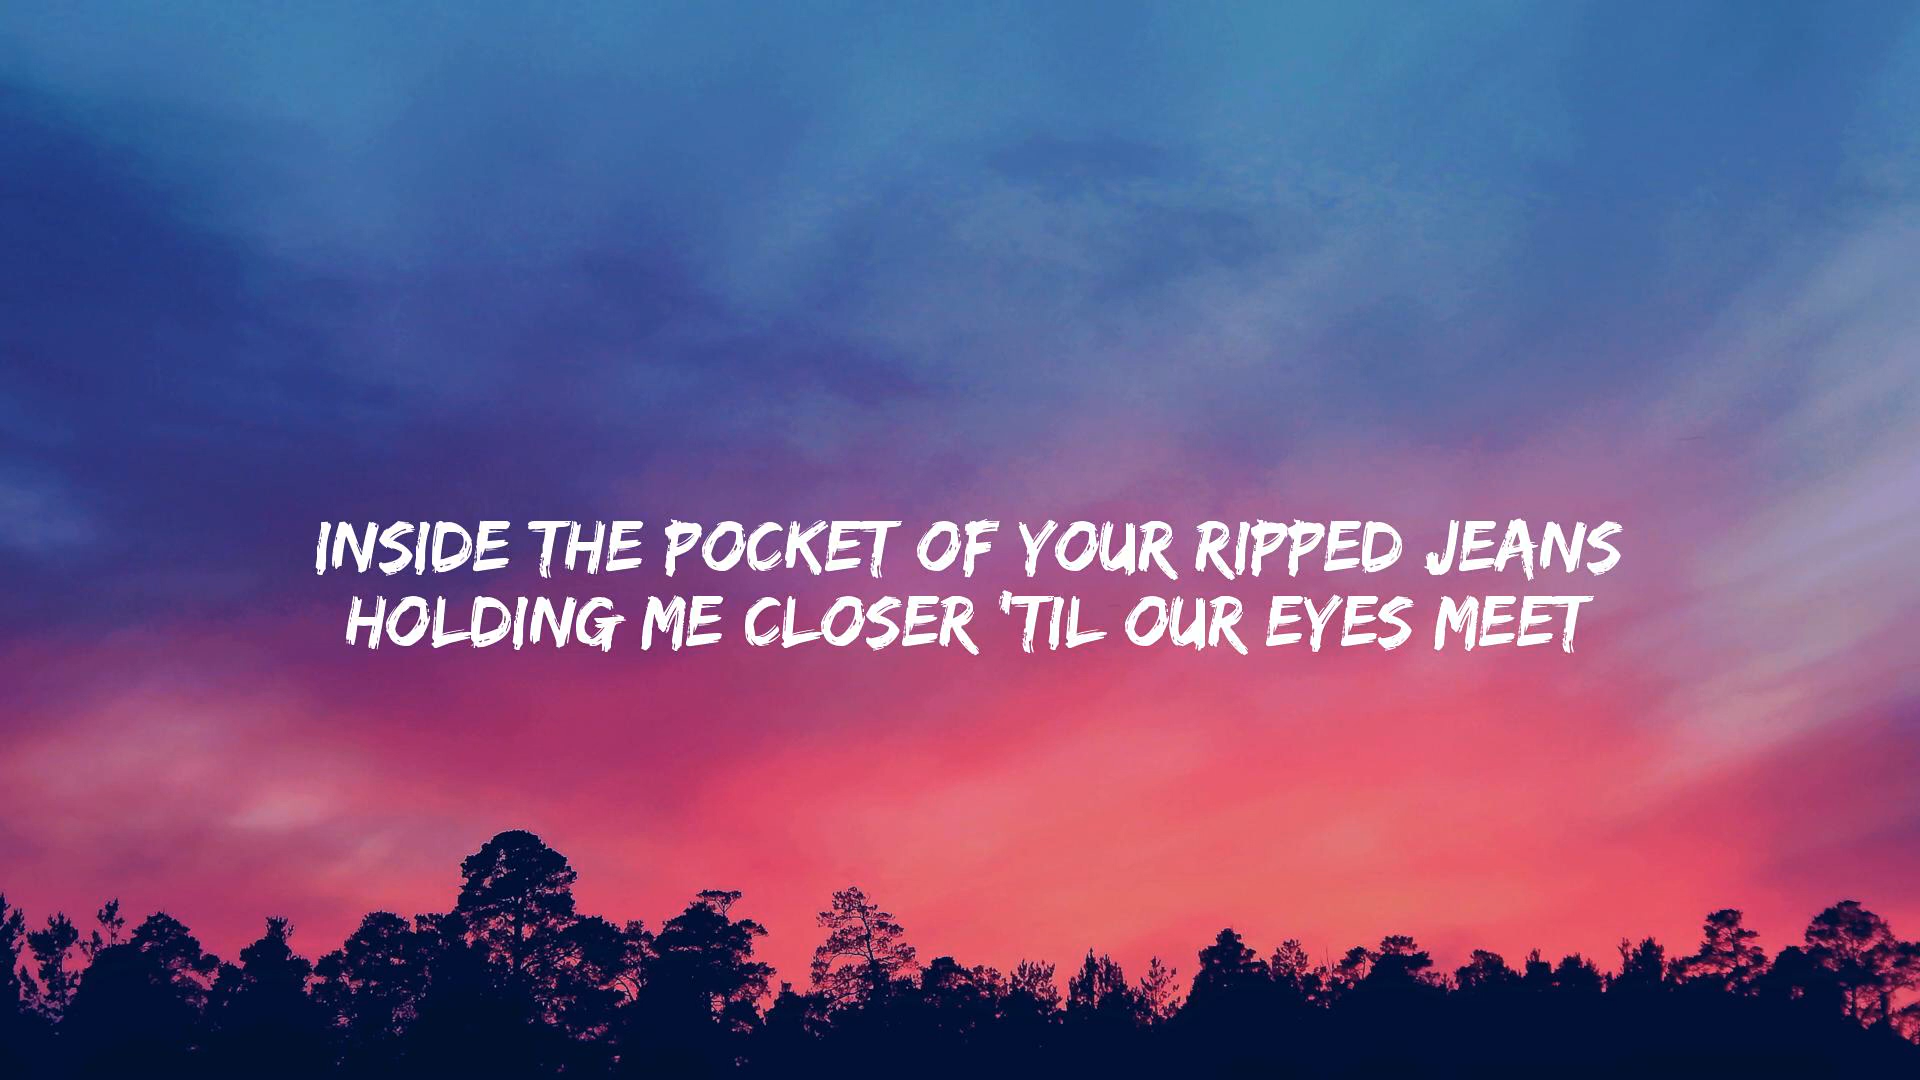 INSIDE THE POCKET OF YOUR RIPPED JEANS
HOLDING ME CLOSER 'TIL OUR EYES MEET